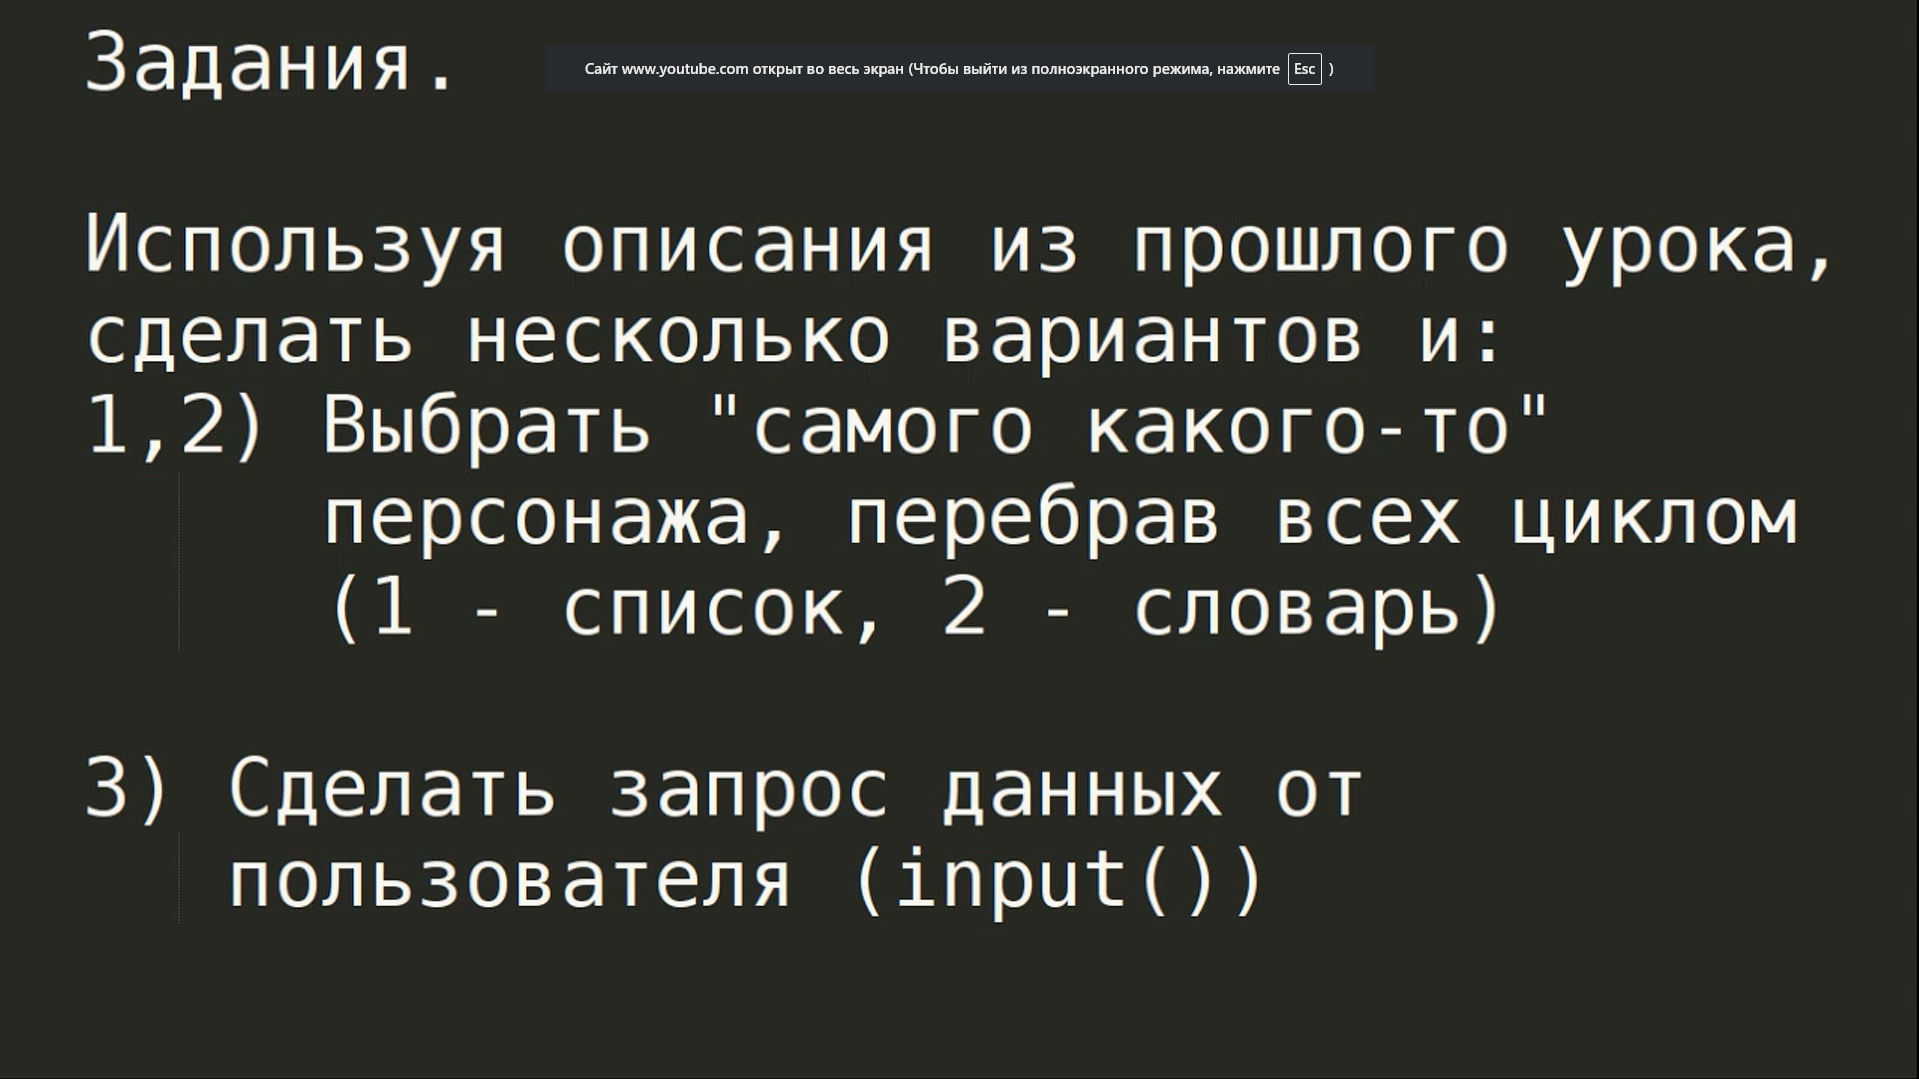 Задания.
Сайт www.youtube.com открыт во весь экран (Чтобы выйти из полноэкранного режима, нажмите Esc )
Используя описания из прошлого урока,
сделать несколько вариантов и:
1,2) Выбрать "самого какого-то"
персонажа, перебрав всех циклом
(1 - список, 2 - словарь)
3) Сделать запрос данных от
пользователя (input())